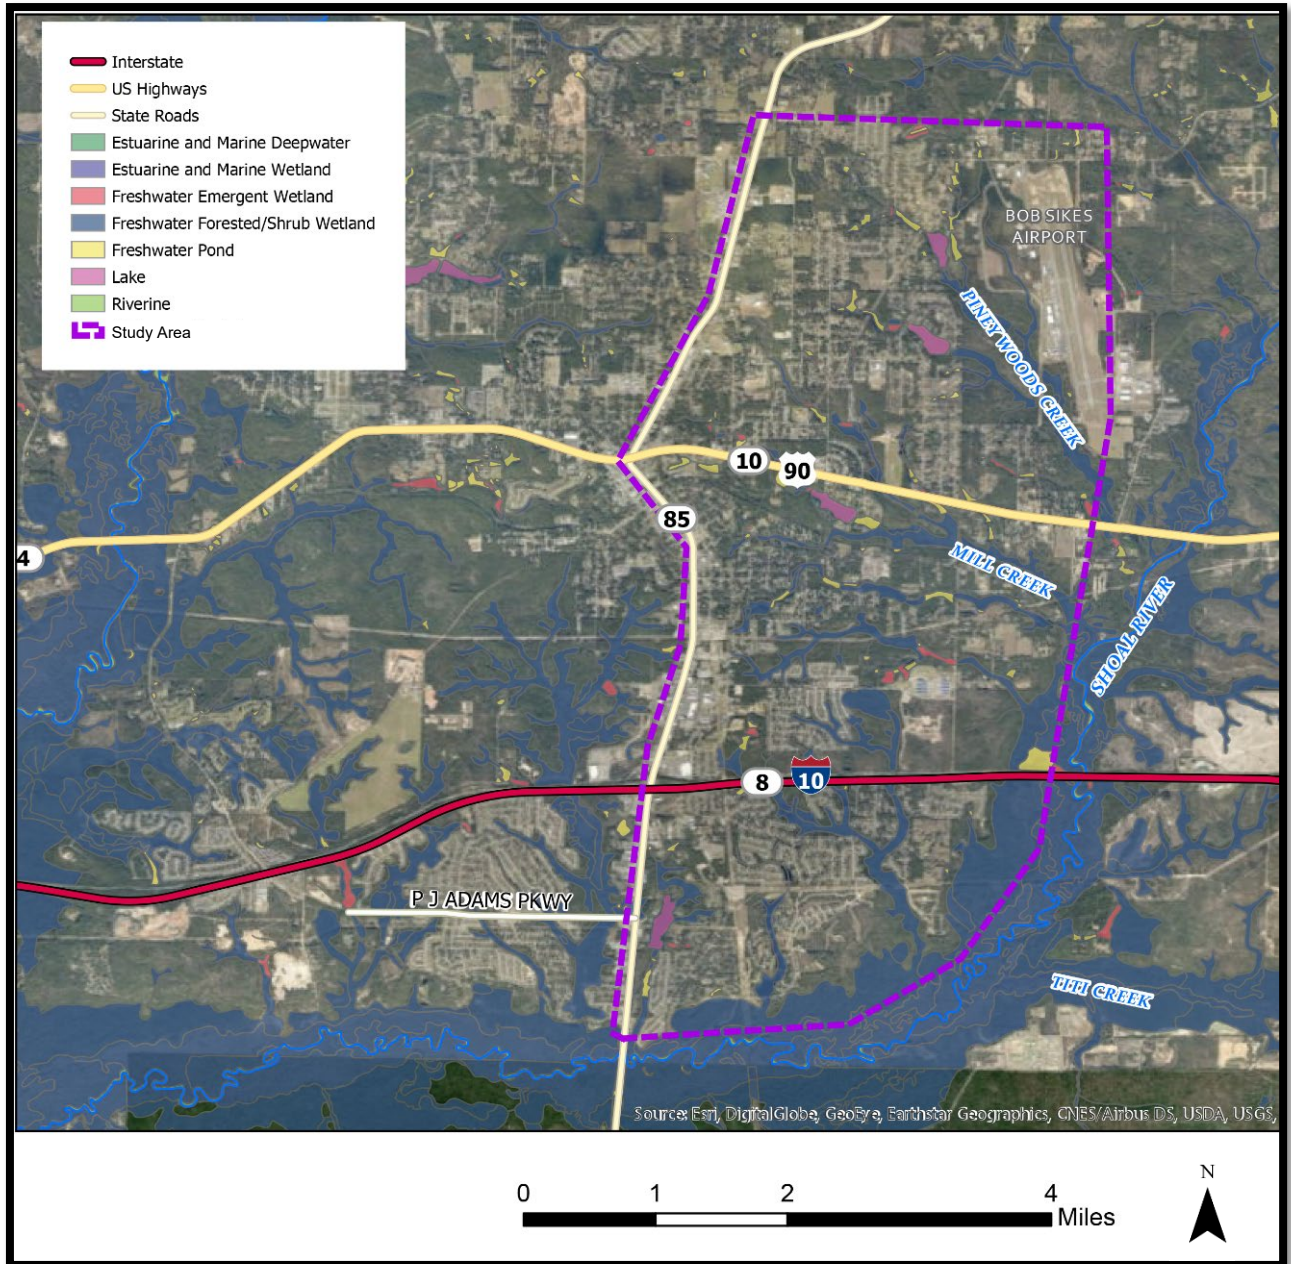 Interstate
US Highways
State Roads
Estuarine and Marine Deepwater
Estuarine and Marine Wetland
Freshwater Emergent Wetland
Freshwater Forested/Shrub Wetland
Freshwater Pond
Lake
Riverine
Study Area
BOB SIKES
AIRPORT
PINEY WOODS CREEK
10
90
85
4
MILL CREEK
SHOAL RIVER
8
10
P J ADAMS PKWY
TITI CREEK
Source: Esri, DigitalGlobe, GeoEye, Earthstar Geographics, CNES/Airbus DS, USDA, USGS,
0 1 2 4
Miles
N